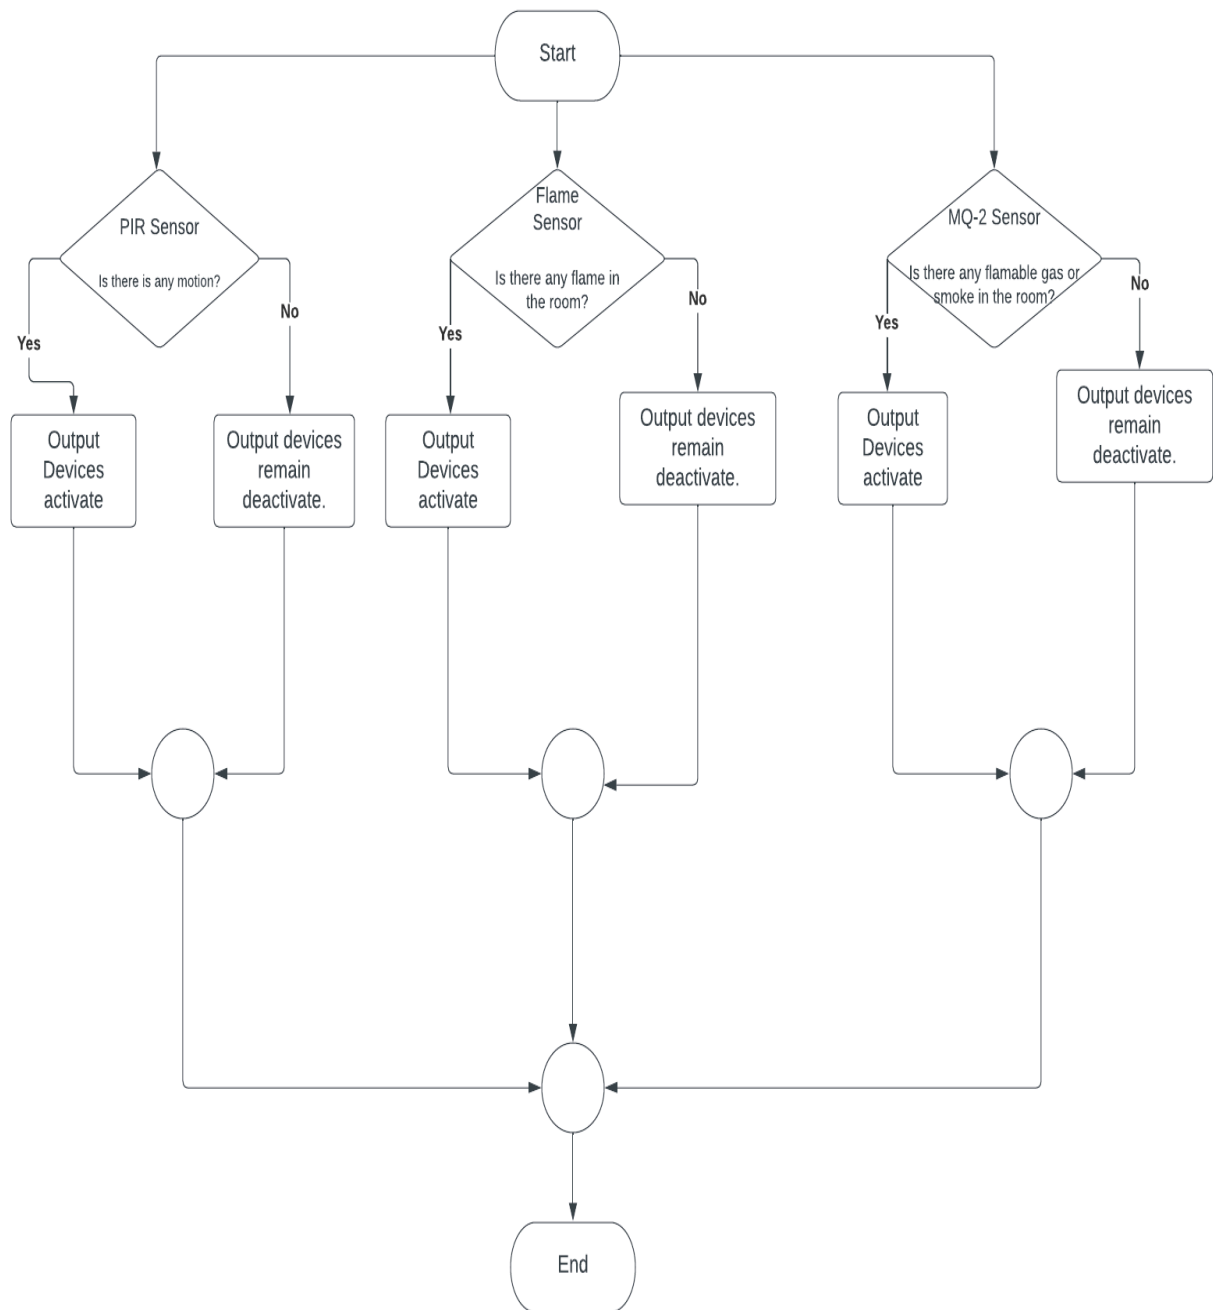 Start
PIR Sensor
Is there is any motion?
Yes
No
Output
Devices
activate
Output devices
remain
deactivate.
Flame
Sensor
Is there any flame in
the room?
Yes
No
Output
Devices
activate
Output devices
remain
deactivate.
MQ-2 Sensor
Is there any flamable gas or
smoke in the room?
Yes
No
Output
Devices
activate
Output devices
remain
deactivate.
End